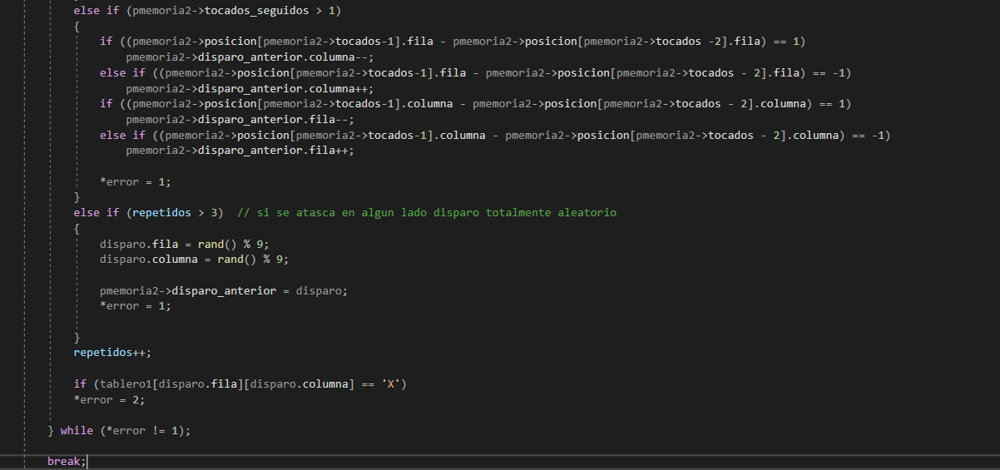 else if (pmemoria2->tocados_seguidos > 1)
{
if ((pmemoria2->posicion[pmemoria2->tocados-1].fila - pmemoria2->posicion[pmemoria2->tocados -2].fila) == 1)
pmemoria2->disparo_anterior.columna--;
else if ((pmemoria2->posicion[pmemoria2->tocados-1].fila - pmemoria2->posicion[pmemoria2->tocados - 2].fila) == -1)
pmemoria2->disparo_anterior.columna++;
if ((pmemoria2->posicion[pmemoria2->tocados-1].columna - pmemoria2->posicion[pmemoria2->tocados - 2].columna) == 1)
pmemoria2->disparo_anterior.fila--;
else if ((pmemoria2->posicion[pmemoria2->tocados-1].columna - pmemoria2->posicion[pmemoria2->tocados - 2].columna) == -1)
pmemoria2->disparo_anterior.fila++;
*error = 1;
}
else if (repetidos > 3)  // si se atasca en algun lado disparo totalmente aleatorio
{
disparo.fila = rand() % 9;
disparo.columna = rand() % 9;
pmemoria2->disparo_anterior = disparo;
*error = 1;
}
repetidos++;
if (tablero1[disparo.fila][disparo.columna] == 'X')
*error = 2;
} while (*error != 1);
break;